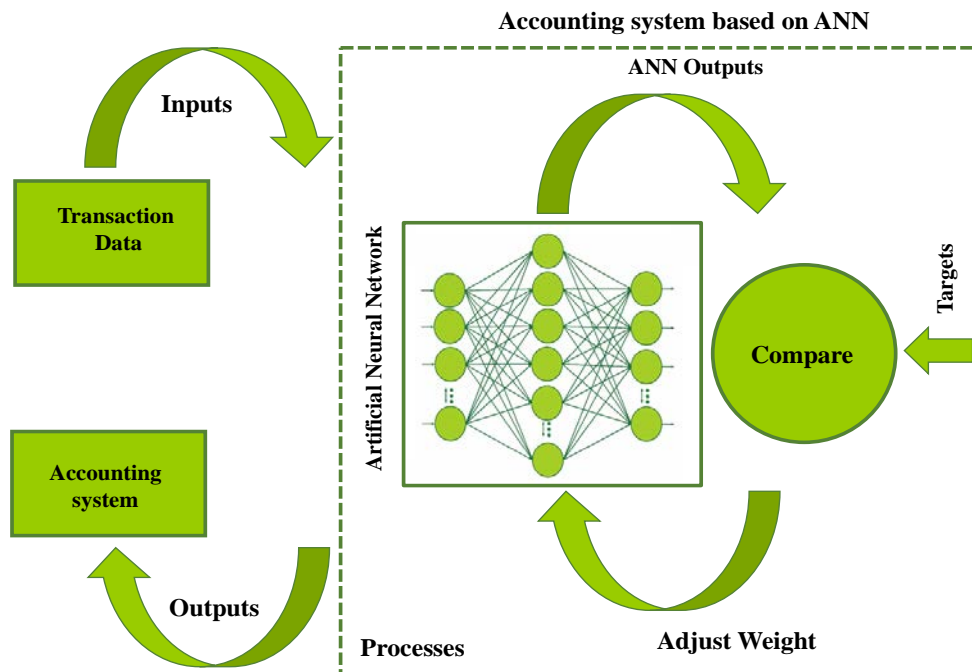 Accounting system based on ANN
ANN Outputs
Inputs
Transaction
Data
Artificial Neural Network
Targets
Compare
Accounting
system
Outputs
Processes
Adjust Weight